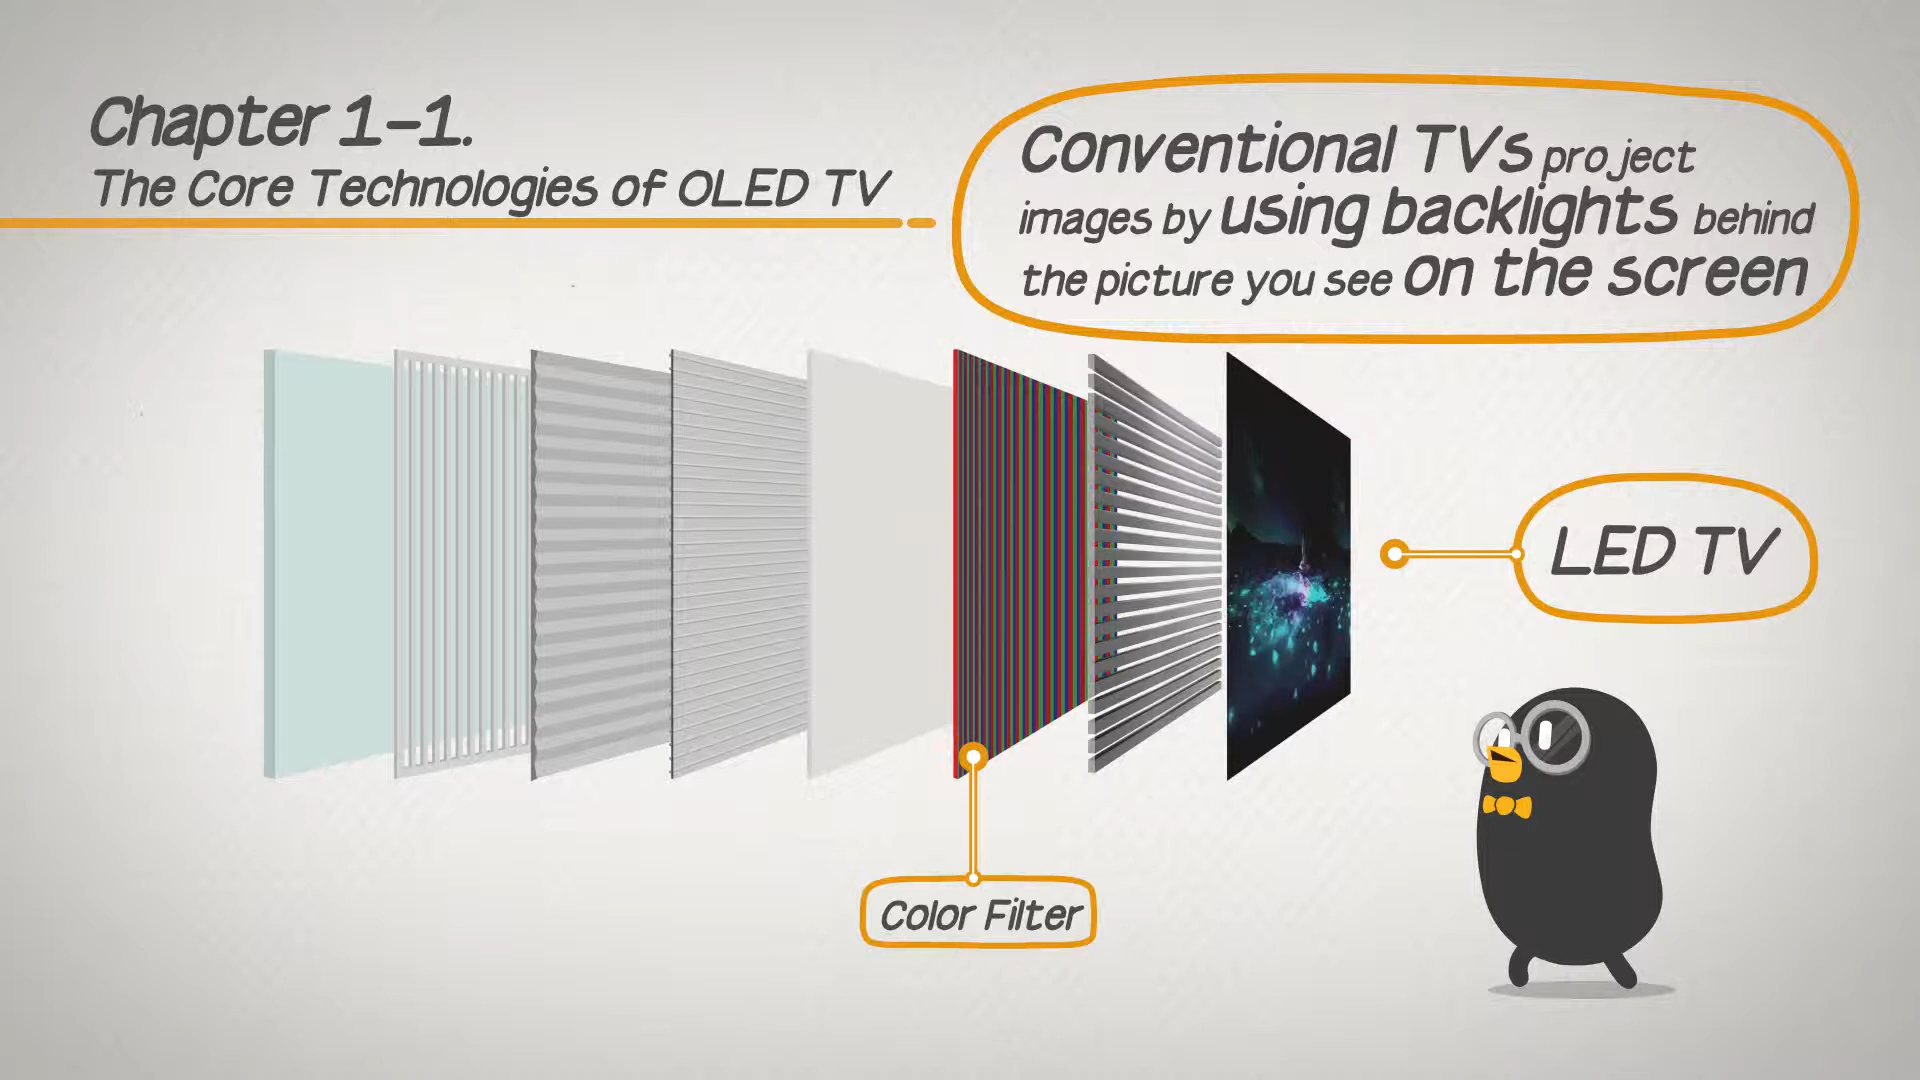 Chapter 1-1.
The Core Technologies of OLED TV
Conventional TVs project
images by using backlights behind
the picture you see on the screen
LED TV
Color Filter